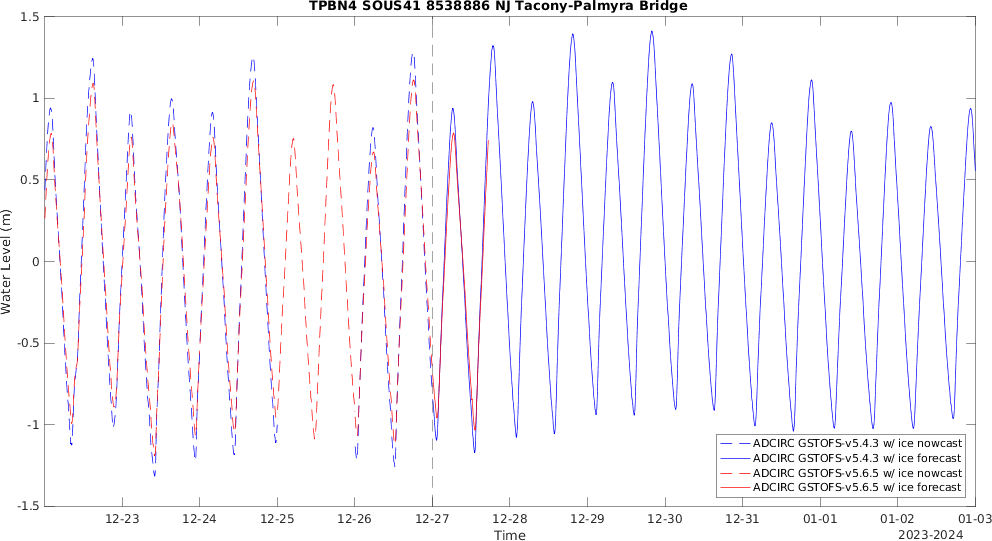 TPBN4 SOUS41 8538886 NJ Tacony-Palmyra Bridge
1.5
1
0.5
0
-0.5
-1
-1.5
Water Level (m)
ADCIRC GSTOFS-v5.4.3 w/ ice nowcast
ADCIRC GSTOFS-v5.4.3 w/ ice forecast
ADCIRC GSTOFS-v5.6.5 w/ ice nowcast
ADCIRC GSTOFS-v5.6.5 w/ ice forecast
12-23 12-24 12-25 12-26 12-27 12-28 12-29 12-30 12-31 01-01 01-02 01-03
Time
2023-2024